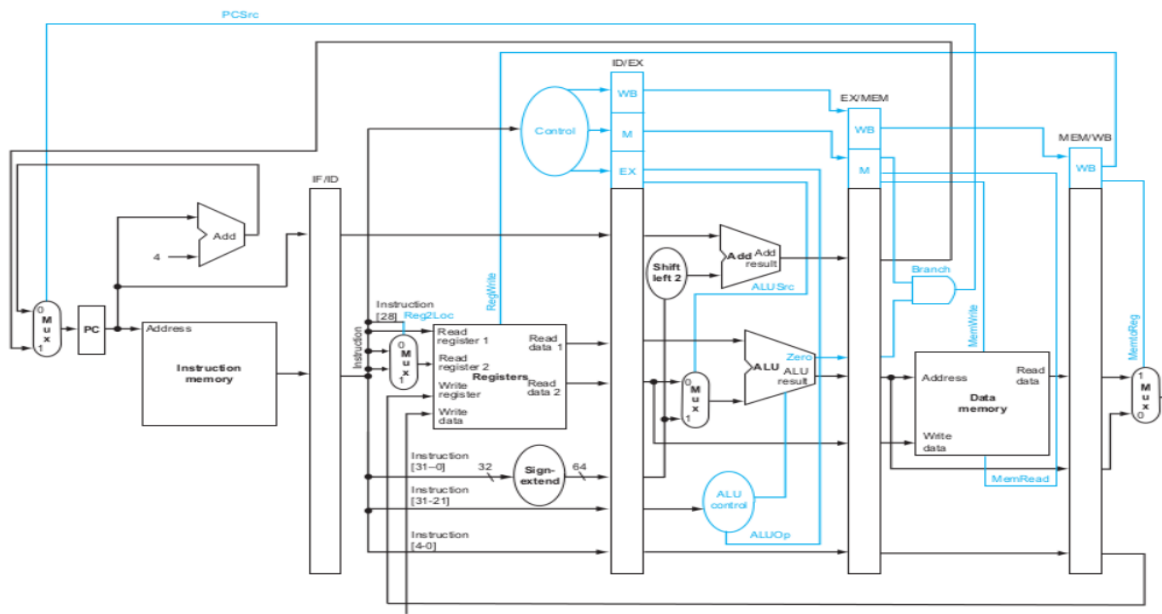 PCSrc
ID/EX
WB
EX/MEM
Control
M
WB
MEM/WB
EX
M
WB
IF/ID
Add
4
Add
Add
result
Shift
left 2
Branch
ALUSrc
RegWrite
MemWrite
MemtoReg
Instruction
[28]
Reg2Loc
0
M
u
x
1
PC
Address
Instruction
memory
Instruction
Read
register 1
Read
register 2
Write
register
Write
data
Registers
Read
data 1
Read
data 2
0
M
u
x
1
0
M
u
x
1
Zero
ALU
ALU
result
Address
Read
data
Data
memory
Write
data
1
M
u
x
0
Instruction
[31–0]
32
Sign-
extend
64
Instruction
[31-21]
ALU
control
MemRead
Instruction
[4-0]
ALUOp